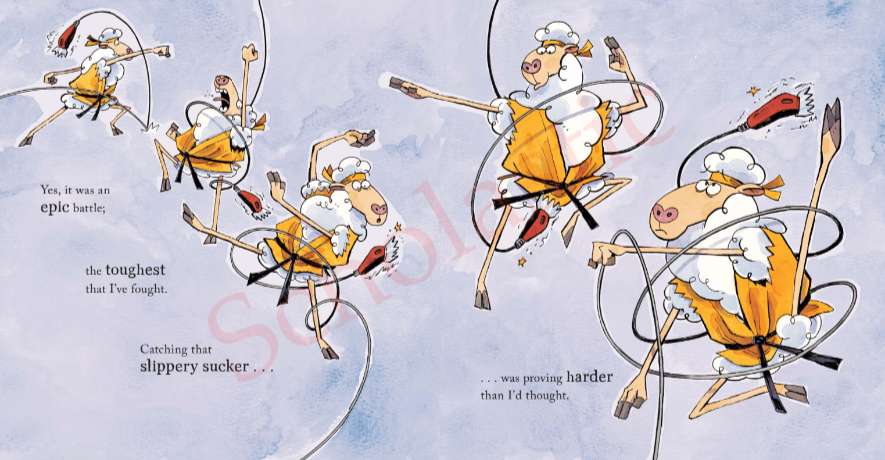 Yes, it was an
epic battle;
the toughest
that I've fought.
Catching that
slippery sucker . . .
. . . was proving harder
than I'd thought.
Scholastic